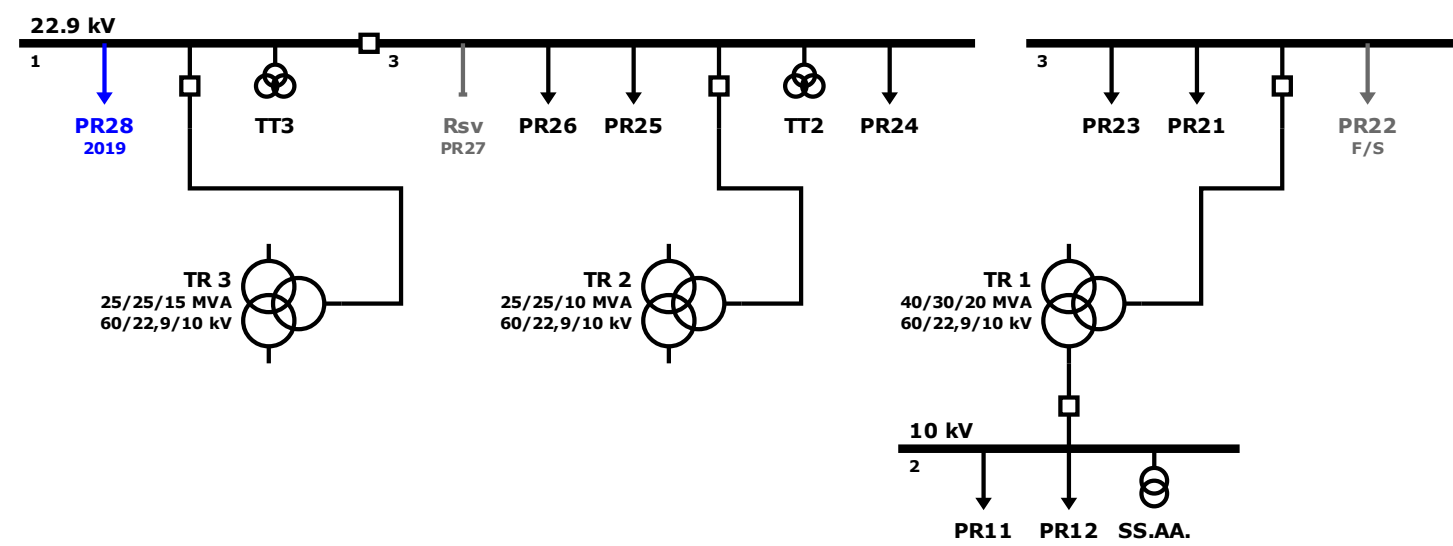 22.9 kV
1
3
3
PR28
2019
TT3
Rsv
PR27
PR26
PR25
TT2
PR24
PR23
PR21
PR22
F/S
TR 3
25/25/15 MVA
60/22,9/10 kV
TR 2
25/25/10 MVA
60/22,9/10 kV
TR 1
40/30/20 MVA
60/22,9/10 kV
10 kV
2
PR11
PR12
SS.AA.